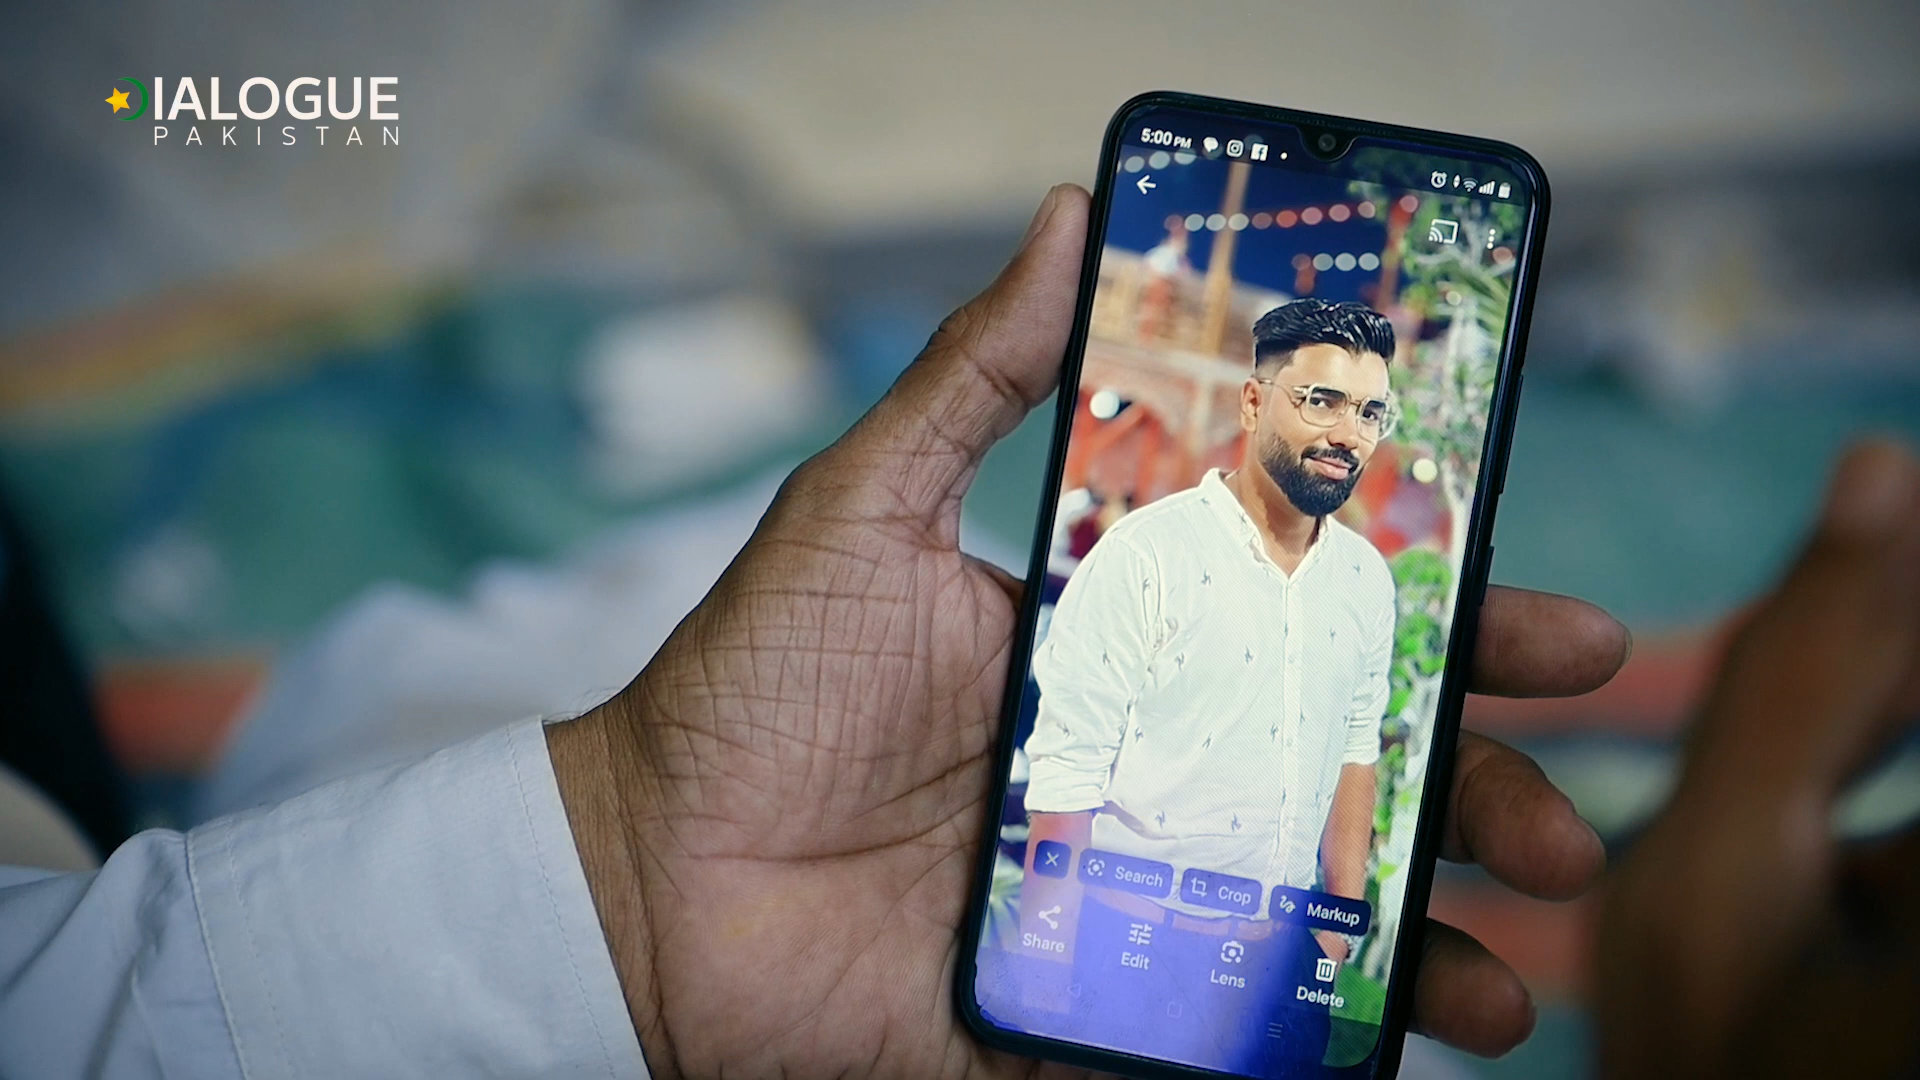 DIALOGUE
PAKISTAN
5:00 PM
Search
Crop
Markup
Share
Edit
Lens
Delete